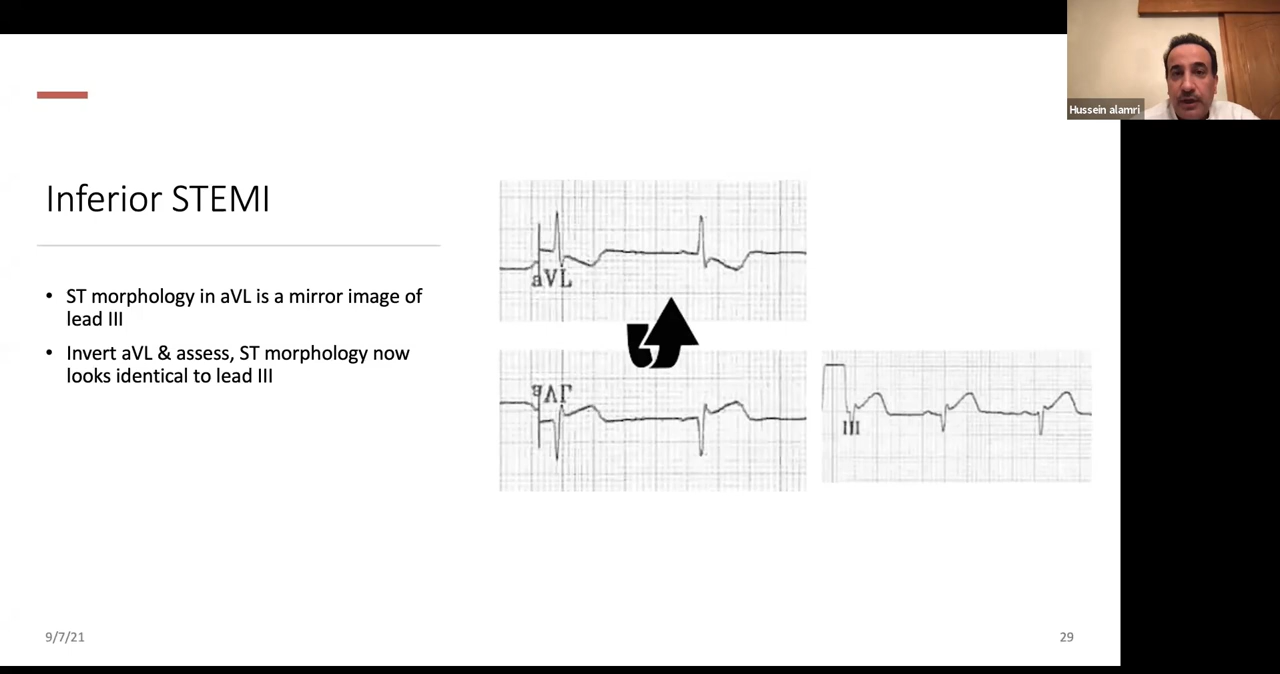 Hussein alamri
Inferior STEMI
• ST morphology in aVL is a mirror image of
lead III
• Invert aVL & assess, ST morphology now
looks identical to lead III
aVL
aVL
III
9/7/21
29